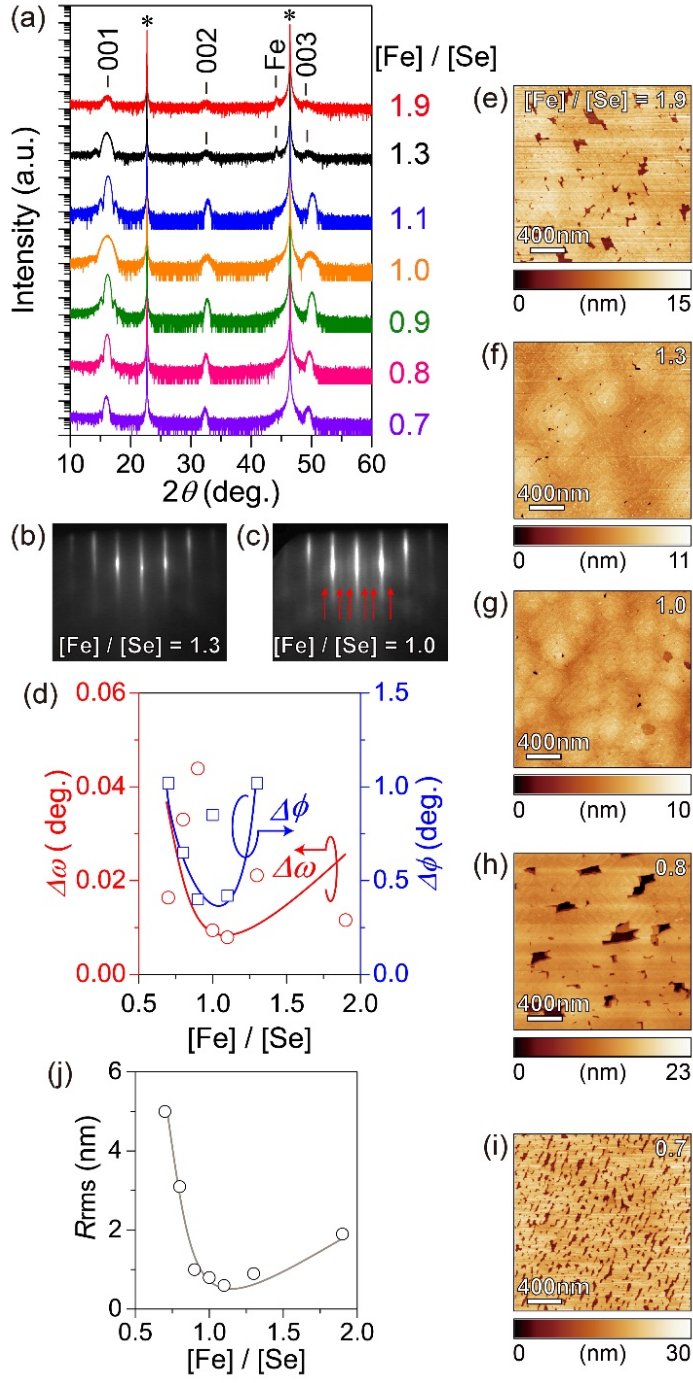 (a)
001
*
002
Fe
*
003
[Fe] / [Se]
1.9
1.3
1.1
1.0
0.9
0.8
0.7
Intensity (a.u.)
10 20 30 40 50 60
2θ (deg.)
(b)
[Fe] / [Se] = 1.3
(c)
[Fe] / [Se] = 1.0
(d)
0.06
0.04
0.02
0.00
Δω ( deg.)
1.5
1.0
0.5
0.0
Δϕ (deg.)
Δϕ
Δω
0.5 1.0 1.5 2.0
[Fe] / [Se]
(j)
6
4
2
0
Rrms (nm)
0.5 1.0 1.5 2.0
[Fe] / [Se]
(e)
[Fe] / [Se] = 1.9
400nm
0 (nm) 15
(f)
1.3
400nm
0 (nm) 11
(g)
1.0
400nm
0 (nm) 10
(h)
0.8
400nm
0 (nm) 23
(i)
0.7
400nm
0 (nm) 30